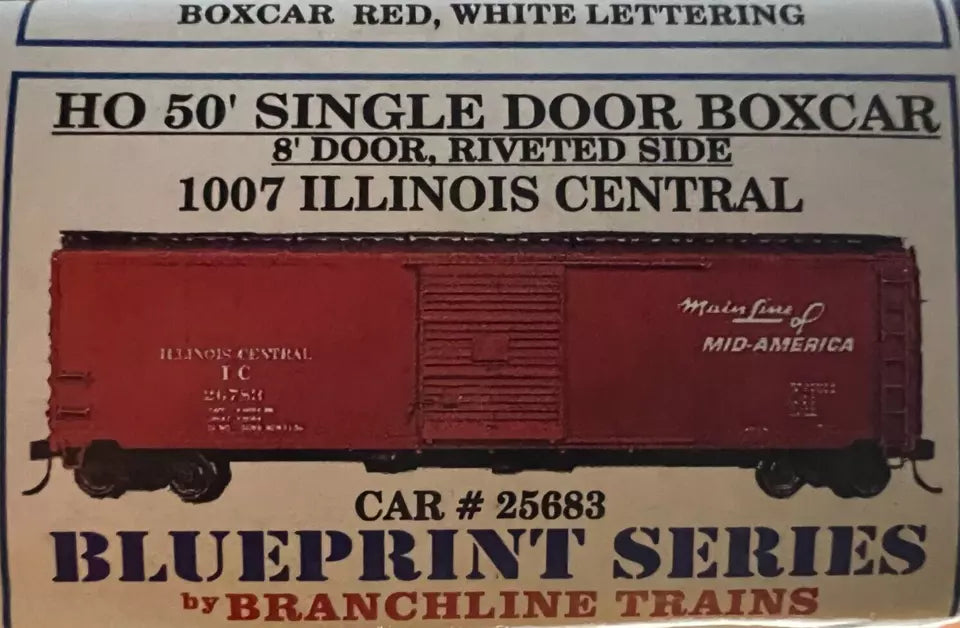 BOXCAR RED, WHITE LETTERING
HO 50' SINGLE DOOR BOXCAR
8' DOOR, RIVETED SIDE
1007 ILLINOIS CENTRAL
Main Line of
MID-AMERICA
ILLINOIS CENTRAL
I C
26783
CAR # 25683
BLUEPRINT SERIES
by BRANCHLINE TRAINS